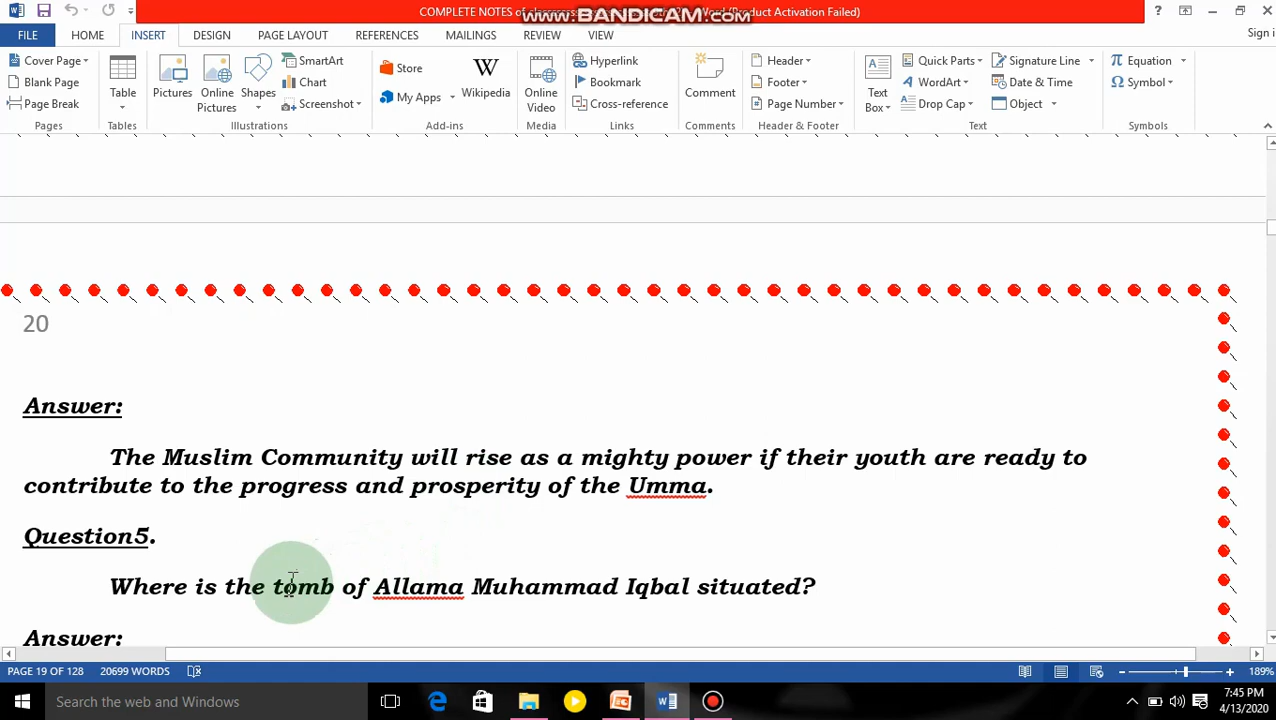 COMPLETE NOTES of
www.BANDICAM.com
(Product Activation Failed)
FILE HOME INSERT DESIGN PAGE LAYOUT REFERENCES MAILINGS REVIEW VIEW Sign i
Cover Page
Blank Page
Page Break
Pages
Table
Tables
Pictures
Online Pictures
Shapes
SmartArt
Chart
Screenshot
Illustrations
Store
My Apps
Wikipedia
Add-ins
Online Video
Media
Hyperlink
Bookmark
Cross-reference
Links
Comment
Comments
Header
Footer
Page Number
Header & Footer
Text Box
Quick Parts
WordArt
Drop Cap
Signature Line
Date & Time
Object
Text
Equation
Symbol
Symbols
20
Answer:
The Muslim Community will rise as a mighty power if their youth are ready to
contribute to the progress and prosperity of the Umma.
Question5.
Where is the tomb of Allama Muhammad Iqbal situated?
Answer:
PAGE 19 OF 128 20699 WORDS 189%
Search the web and Windows
7:45 PM
4/13/2020